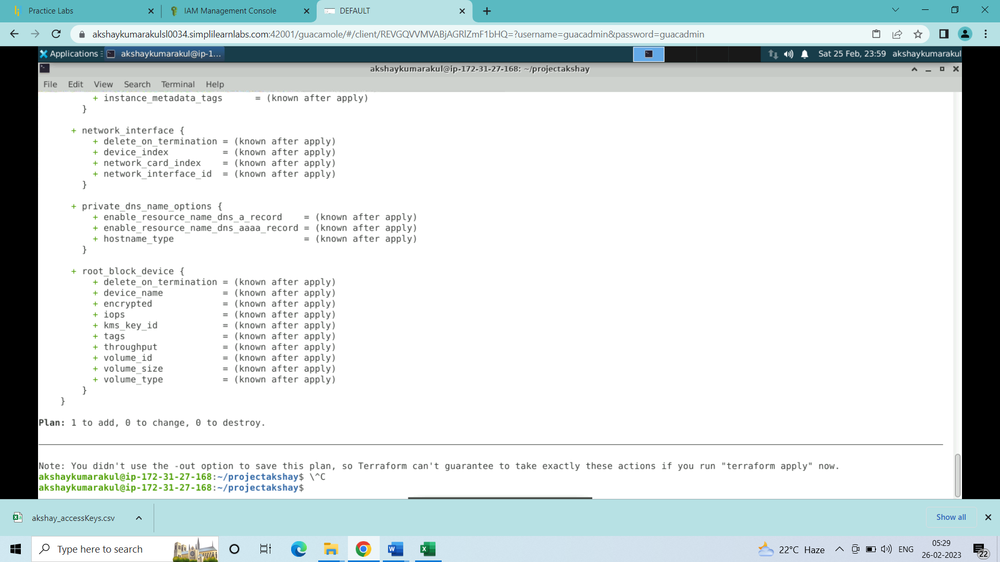 Practice Labs
IAM Management Console
DEFAULT
akshaykumarakulsl0034.simplilearnlabs.com:42001/guacamole/#/client/REVGQVVMVABjAGRlZmF1bHQ=?username=guacadmin&password=guacadmin
Applications
akshaykumarakul@ip-1...
Sat 25 Feb, 23:59 akshaykumarakul
akshaykumarakul@ip-172-31-27-168: ~/projectakshay
File Edit View Search Terminal Help
+ instance_metadata_tags = (known after apply)
}
+ network_interface {
+ delete_on_termination = (known after apply)
+ device_index = (known after apply)
+ network_card_index = (known after apply)
+ network_interface_id = (known after apply)
}
+ private_dns_name_options {
+ enable_resource_name_dns_a_record = (known after apply)
+ enable_resource_name_dns_aaaa_record = (known after apply)
+ hostname_type = (known after apply)
}
+ root_block_device {
+ delete_on_termination = (known after apply)
+ device_name = (known after apply)
+ encrypted = (known after apply)
+ iops = (known after apply)
+ kms_key_id = (known after apply)
+ tags = (known after apply)
+ throughput = (known after apply)
+ volume_id = (known after apply)
+ volume_size = (known after apply)
+ volume_type = (known after apply)
}
}
Plan: 1 to add, 0 to change, 0 to destroy.
Note: You didn't use the -out option to save this plan, so Terraform can't guarantee to take exactly these actions if you run "terraform apply" now.
akshaykumarakul@ip-172-31-27-168:~/projectakshay$ \^C
akshaykumarakul@ip-172-31-27-168:~/projectakshay$
akshay_accessKeys.csv
Show all
Type here to search
22°C Haze
ENG
05:29
26-02-2023
22